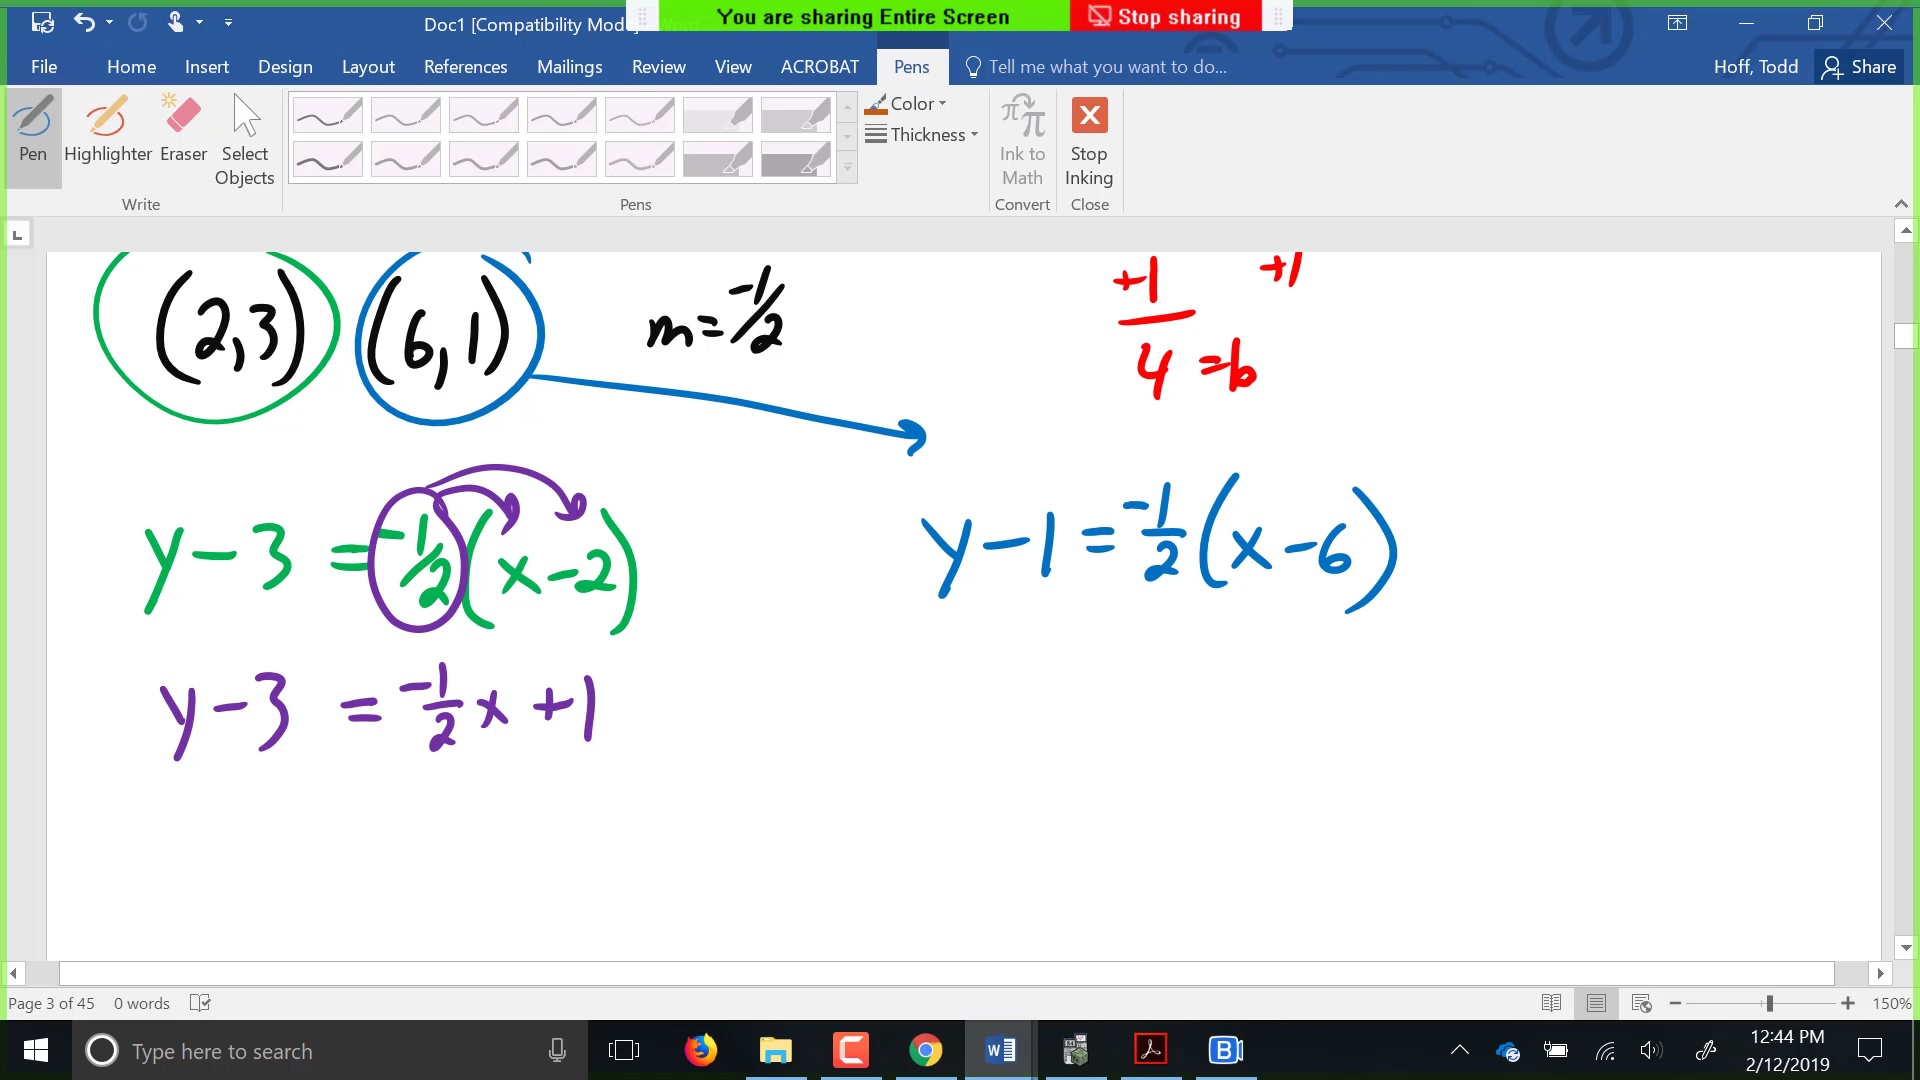 Doc1 [Compatibility Mod
You are sharing Entire Screen
Stop sharing
File Home Insert Design Layout References Mailings Review View ACROBAT Pens Tell me what you want to do... Hoff, Todd Share
Pen Highlighter Eraser Select Objects
Color
Thickness
Ink to Math
Stop Inking
Write Pens Convert Close
+1 +1
(2,3) (6,1) m = -1/2
4 = b
y - 3 = -1/2 (x - 2)
y - 1 = -1/2 (x - 6)
y - 3 = -1/2 x + 1
Page 3 of 45 0 words 150%
Type here to search
12:44 PM
2/12/2019